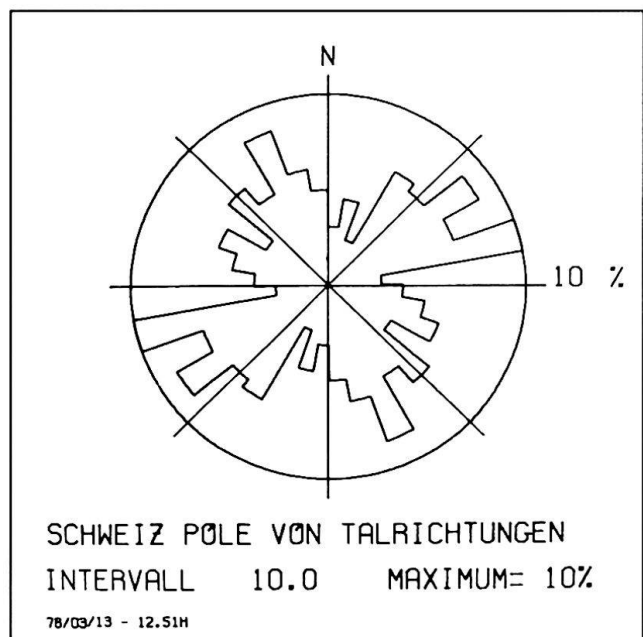 N
10 %
SCHWEIZ POLE VON TALRICHTUNGEN
INTERVALL 10.0 MAXIMUM= 10%
78/03/13 - 12.51H